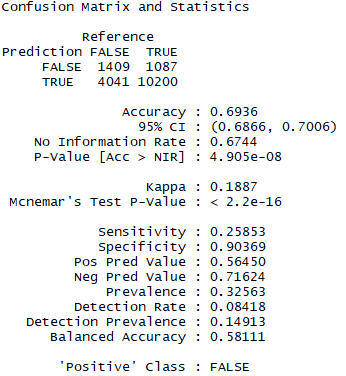 Confusion Matrix and Statistics
Reference
Prediction FALSE TRUE
FALSE 1409 1087
TRUE 4041 10200
Accuracy : 0.6936
95% CI : (0.6866, 0.7006)
No Information Rate : 0.6744
P-Value [Acc > NIR] : 4.905e-08
Kappa : 0.1887
Mcnemar's Test P-Value : < 2.2e-16
Sensitivity : 0.25853
Specificity : 0.90369
Pos Pred Value : 0.56450
Neg Pred Value : 0.71624
Prevalence : 0.32563
Detection Rate : 0.08418
Detection Prevalence : 0.14913
Balanced Accuracy : 0.58111
'Positive' Class : FALSE